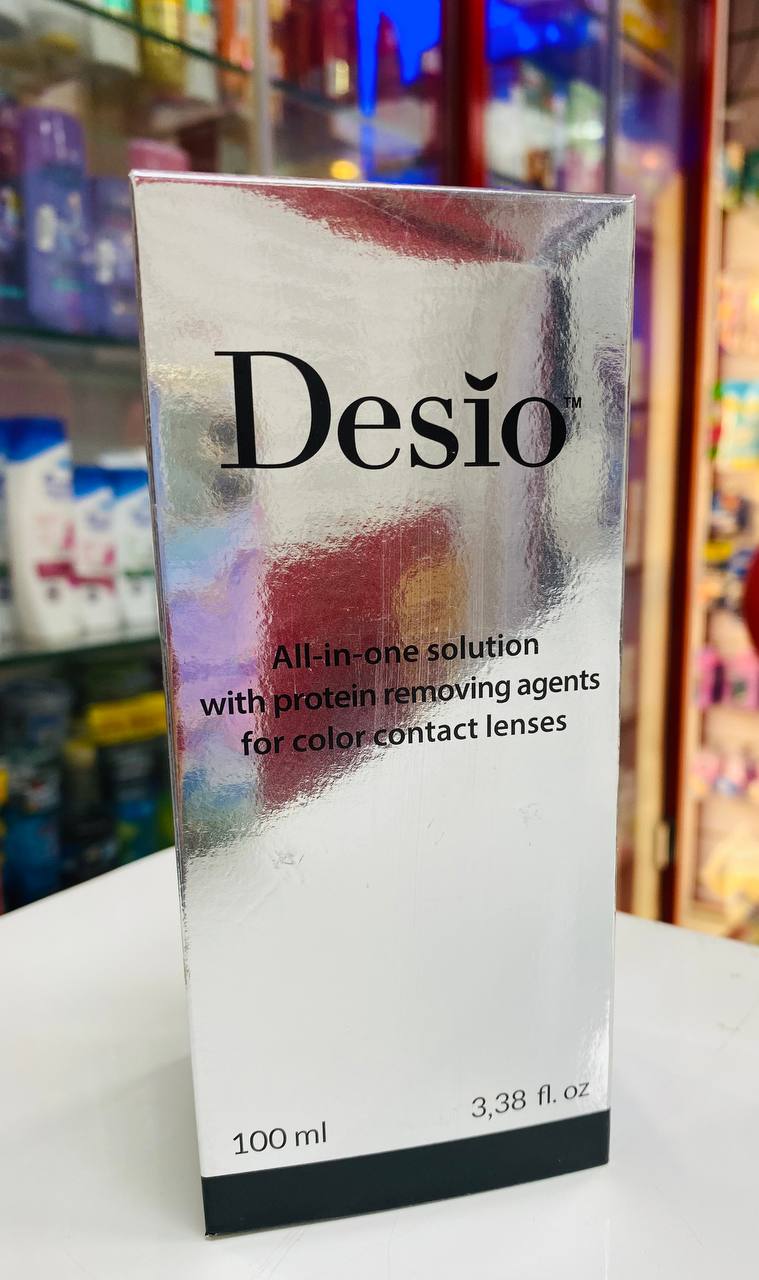 Desio™
All-in-one solution
with protein removing agents
for color contact lenses
3,38 fl. oz
100 ml